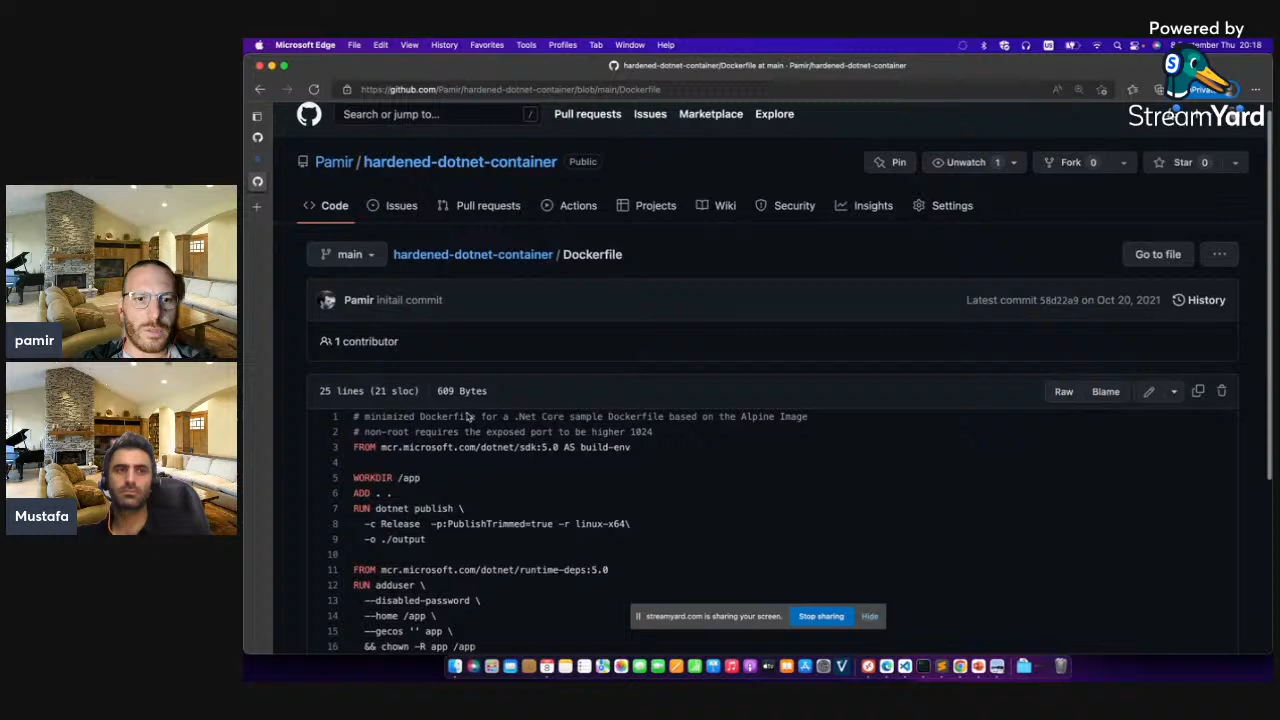 Powered by
StreamYard
Microsoft Edge File Edit View History Favorites Tools Profiles Tab Window Help
Thu 20:18
hardened-dotnet-container/Dockerfile at main · Pamir/hardened-dotnet-container
https://github.com/Pamir/hardened-dotnet-container/blob/main/Dockerfile
Search or jump to... /
Pull requests Issues Marketplace Explore
Pamir / hardened-dotnet-container Public
Pin Unwatch 1 Fork 0 Star 0
Code Issues Pull requests Actions Projects Wiki Security Insights Settings
main hardened-dotnet-container / Dockerfile Go to file ...
Pamir initail commit Latest commit 58d22a9 on Oct 20, 2021 History
1 contributor
25 lines (21 sloc) 609 Bytes Raw Blame
1 # minimized Dockerfile for a .Net Core sample Dockerfile based on the Alpine Image
2 # non-root requires the exposed port to be higher 1024
3 FROM mcr.microsoft.com/dotnet/sdk:5.0 AS build-env
4
5 WORKDIR /app
6 ADD . .
7 RUN dotnet publish \
8 -c Release -p:PublishTrimmed=true -r linux-x64\
9 -o ./output
10
11 FROM mcr.microsoft.com/dotnet/runtime-deps:5.0
12 RUN adduser \
13 --disabled-password \
14 --home /app \
15 --gecos '' app \
16 && chown -R app /app
streamyard.com is sharing your screen. Stop sharing Hide
pamir
Mustafa